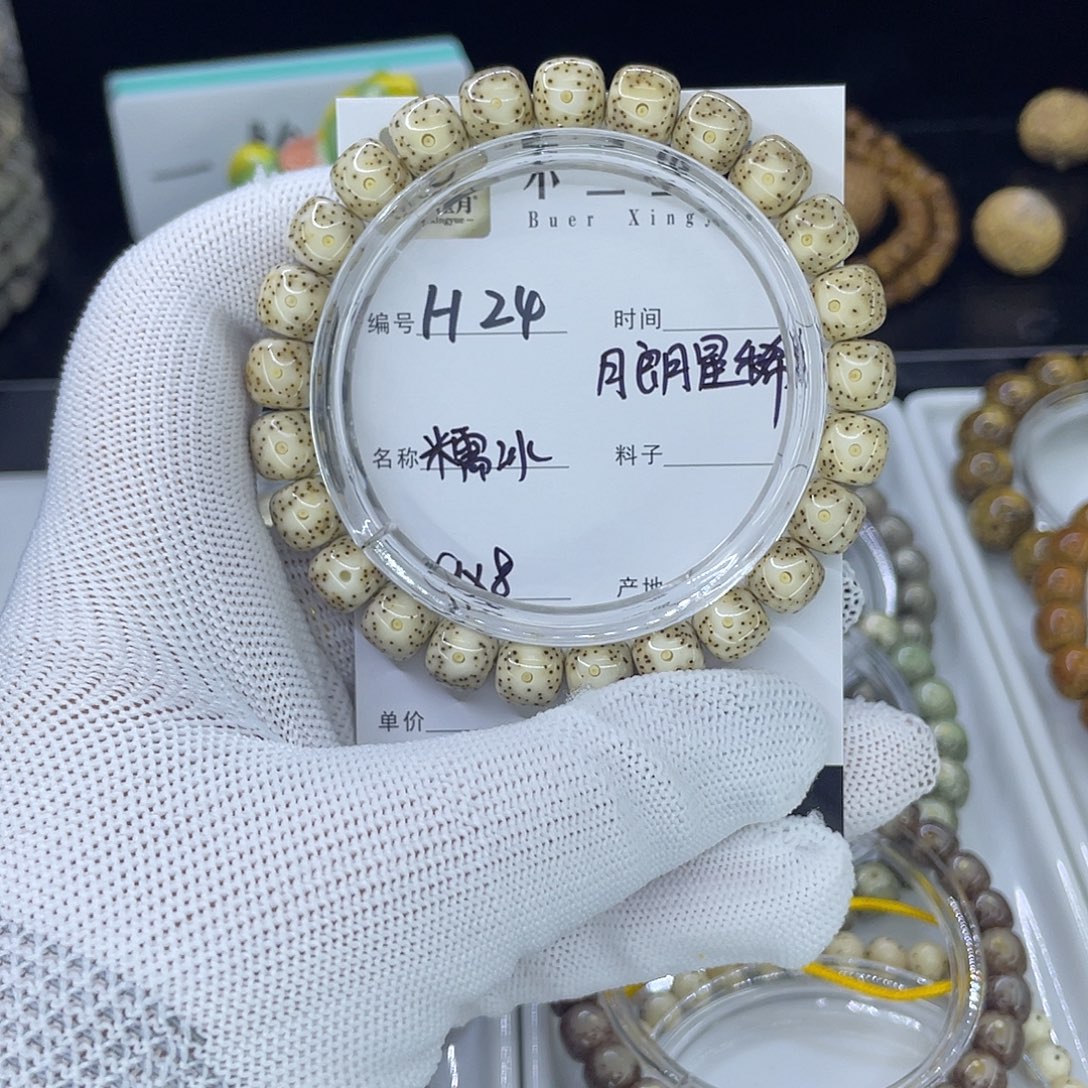 Buer Xingy
编号 H24 时间
月朗星稀
名称 糯冰 料子
9x8 产地
单价